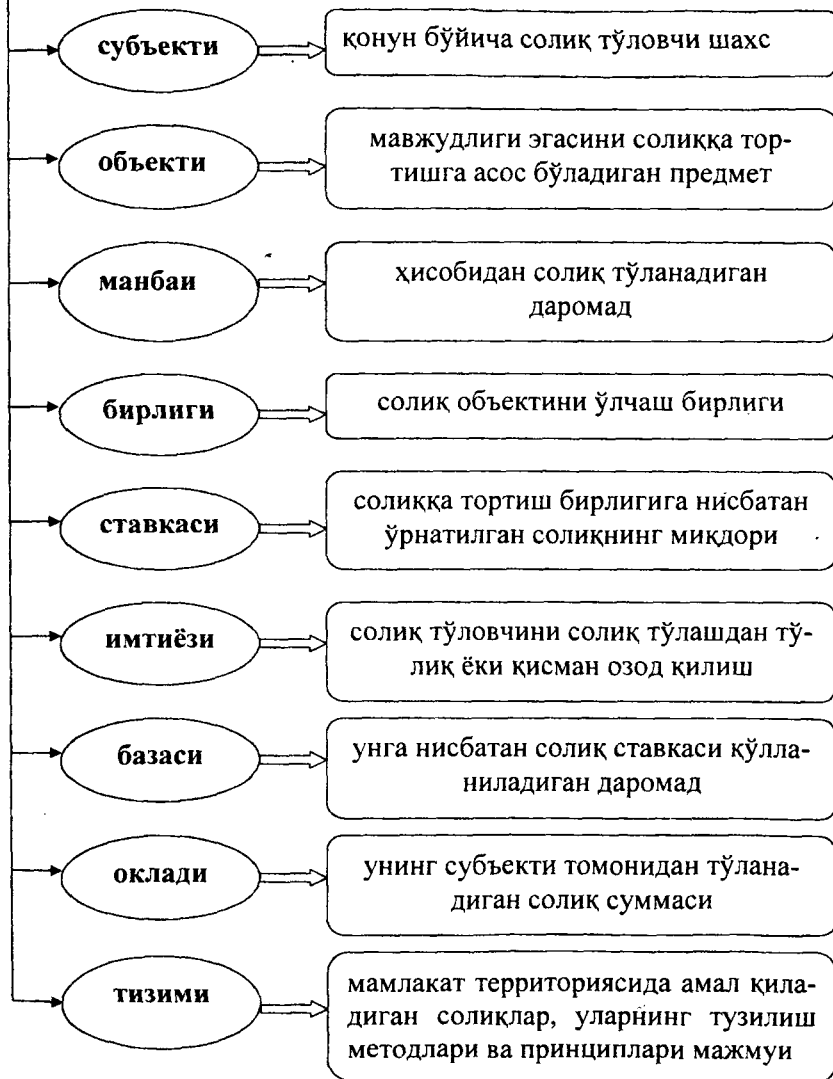 субъекти
қонун бўйича солиқ тўловчи шахс
объекти
мавжудлиги эгасини солиққа тор-
тишга асос бўладиган предмет
манбаи
ҳисобидан солиқ тўланадиган
даромад
бирлиги
солиқ объектини ўлчаш бирлиги
ставкаси
солиққа тортиш бирлигига нисбатан
ўрнатилган солиқнинг миқдори
имтиёзи
солиқ тўловчини солиқ тўлашдан тў-
лиқ ёки қисман озод қилиш
базаси
унга нисбатан солиқ ставкаси қўлла-
ниладиган даромад
оклади
унинг субъекти томонидан тўлана-
диган солиқ суммаси
тизими
мамлакат территориясида амал қила-
диган солиқлар, уларнинг тузилиш
методлари ва принциплари мажмуи